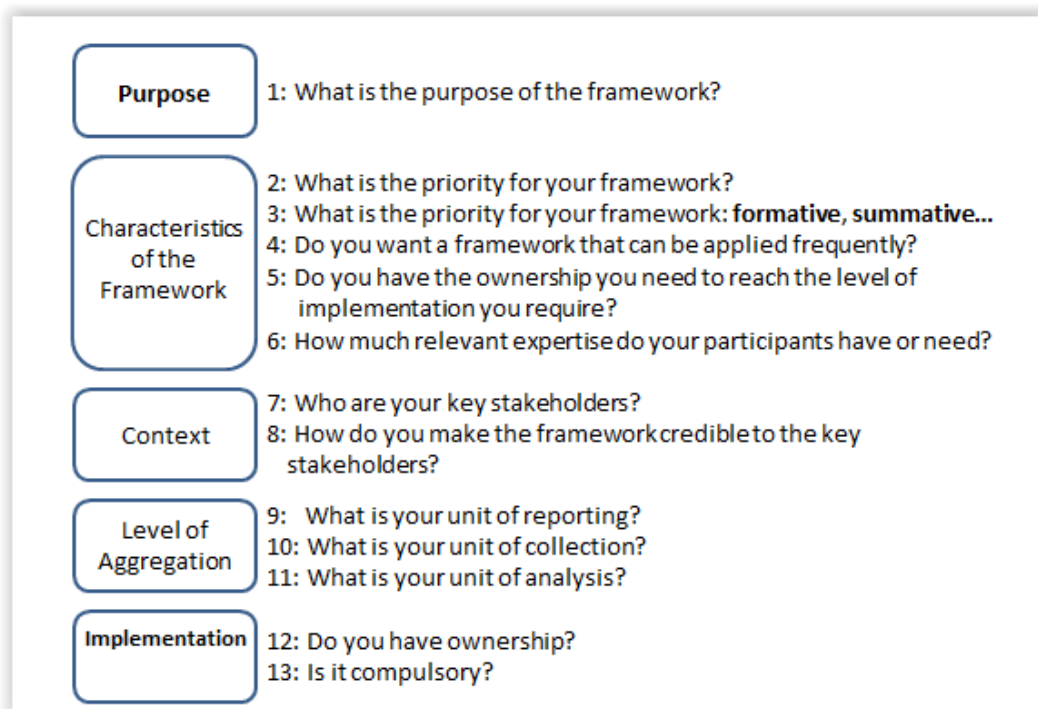 Purpose
1: What is the purpose of the framework?
Characteristics
of the
Framework
2: What is the priority for your framework?
3: What is the priority for your framework: formative, summative...
4: Do you want a framework that can be applied frequently?
5: Do you have the ownership you need to reach the level of
implementation you require?
6: How much relevant expertise do your participants have or need?
Context
7: Who are your key stakeholders?
8: How do you make the framework credible to the key
stakeholders?
Level of
Aggregation
9: What is your unit of reporting?
10: What is your unit of collection?
11: What is your unit of analysis?
Implementation
12: Do you have ownership?
13: Is it compulsory?